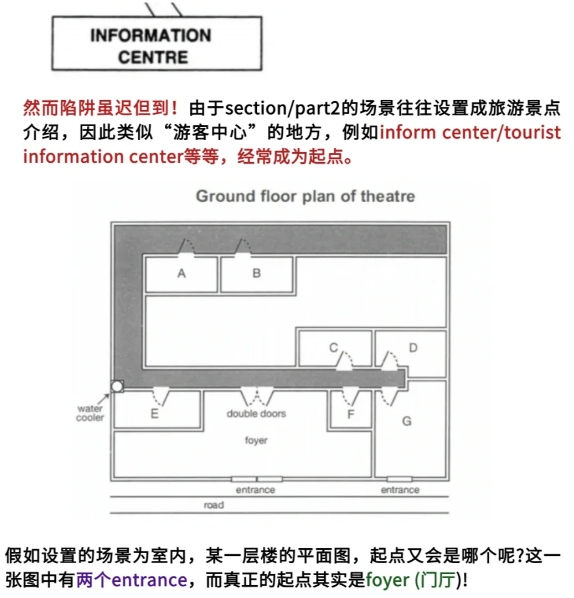 INFORMATION
CENTRE
然而陷阱虽迟但到！由于section/part2的场景往往设置成旅游景点
介绍，因此类似“游客中心”的地方，例如inform center/tourist
information center等等，经常成为起点。
Ground floor plan of theatre
A
B
C
D
water
cooler
E
double doors
F
G
foyer
entrance
entrance
road
假如设置的场景为室内，某一层楼的平面图，起点又会是哪个呢?这一
张图中有两个entrance，而真正的起点其实是foyer (门厅)!